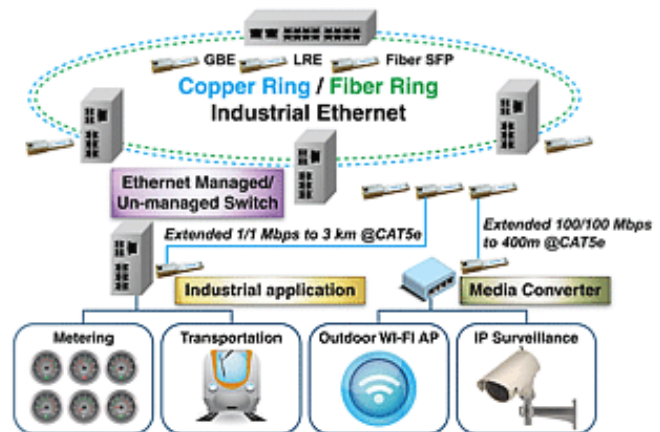 GBE LRE Fiber SFP
Copper Ring / Fiber Ring
Industrial Ethernet
Ethernet Managed/
Un-managed Switch
Extended 1/1 Mbps to 3 km @CAT5e
Extended 100/100 Mbps
to 400m @CAT5e
Industrial application
Media Converter
Metering
Transportation
Outdoor WI-FI AP
IP Surveillance